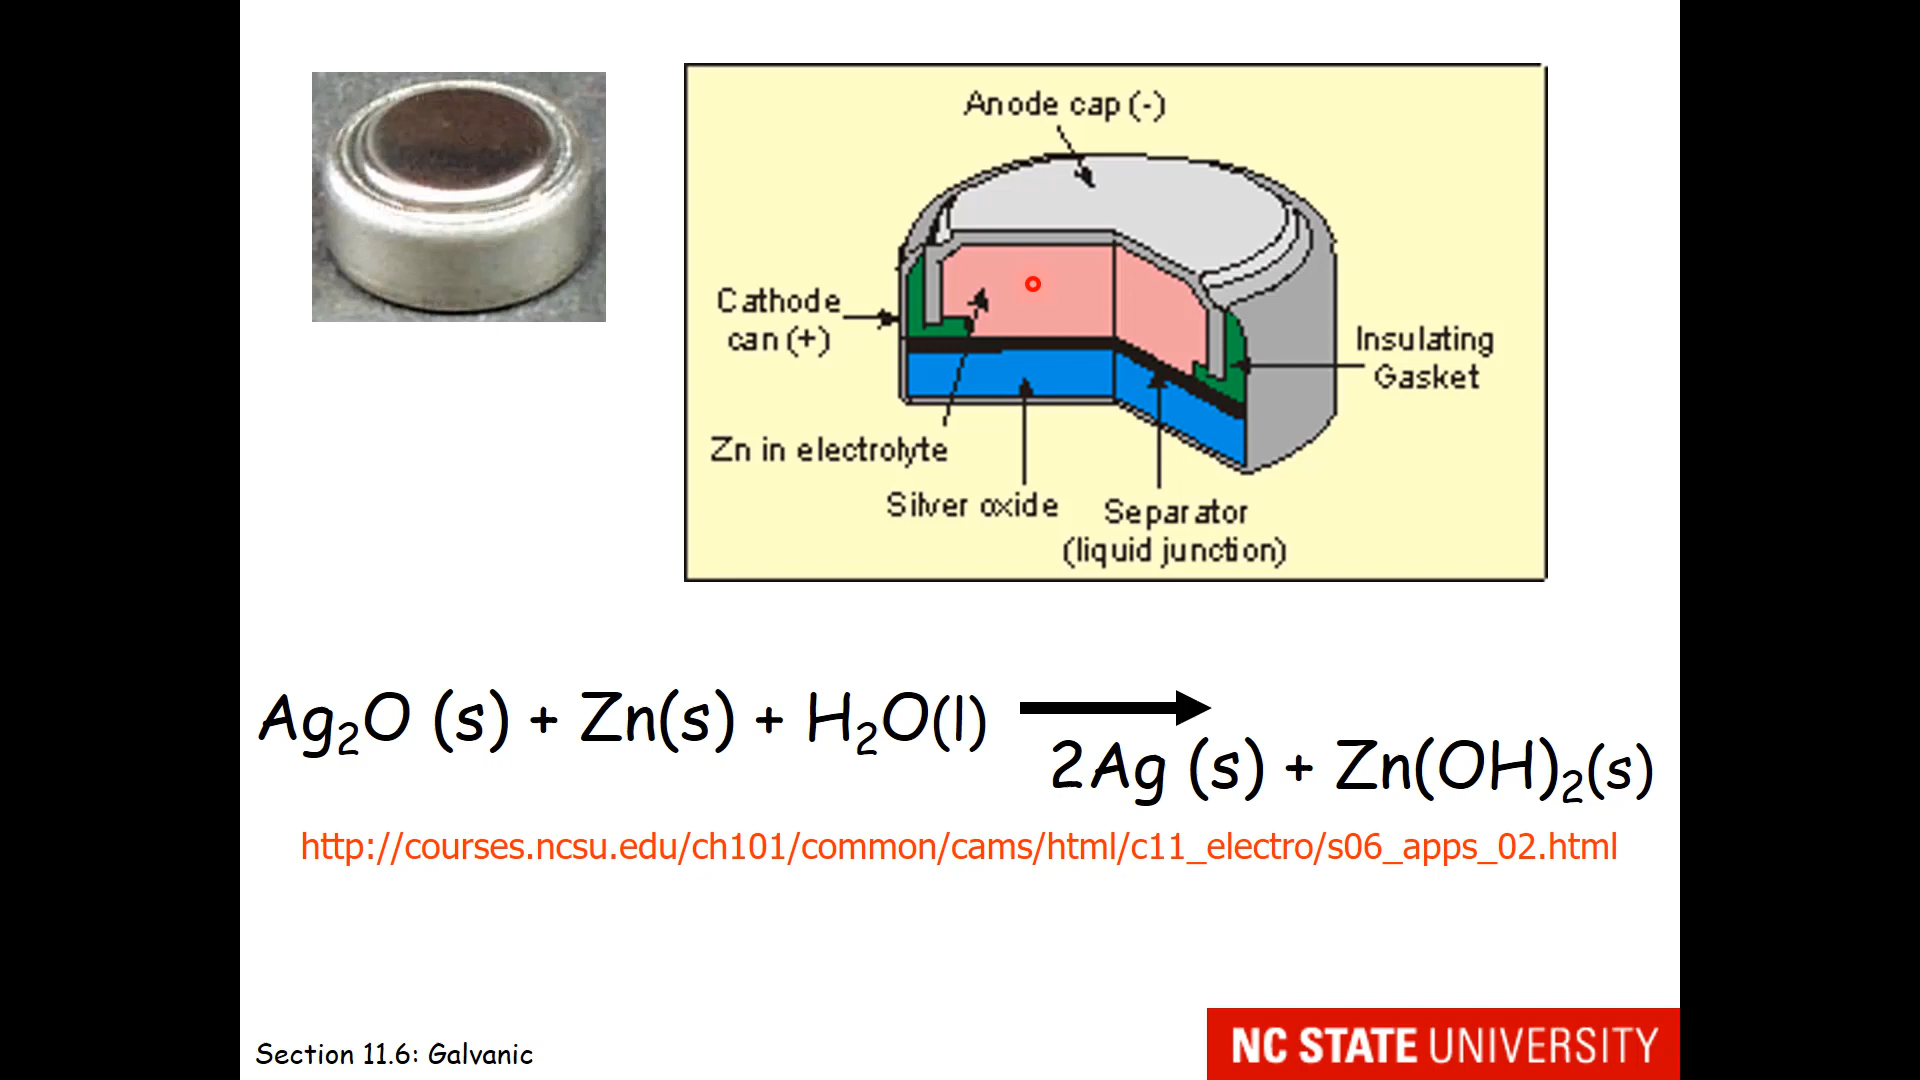 Anode cap (-)
Cathode
can (+)
Insulating
Gasket
Zn in electrolyte
Silver oxide
Separator
(liquid junction)
Ag₂O (s) + Zn(s) + H₂O(l)
2Ag (s) + Zn(OH)₂(s)
http://courses.ncsu.edu/ch101/common/cams/html/c11_electro/s06_apps_02.html
Section 11.6: Galvanic
NC STATE UNIVERSITY